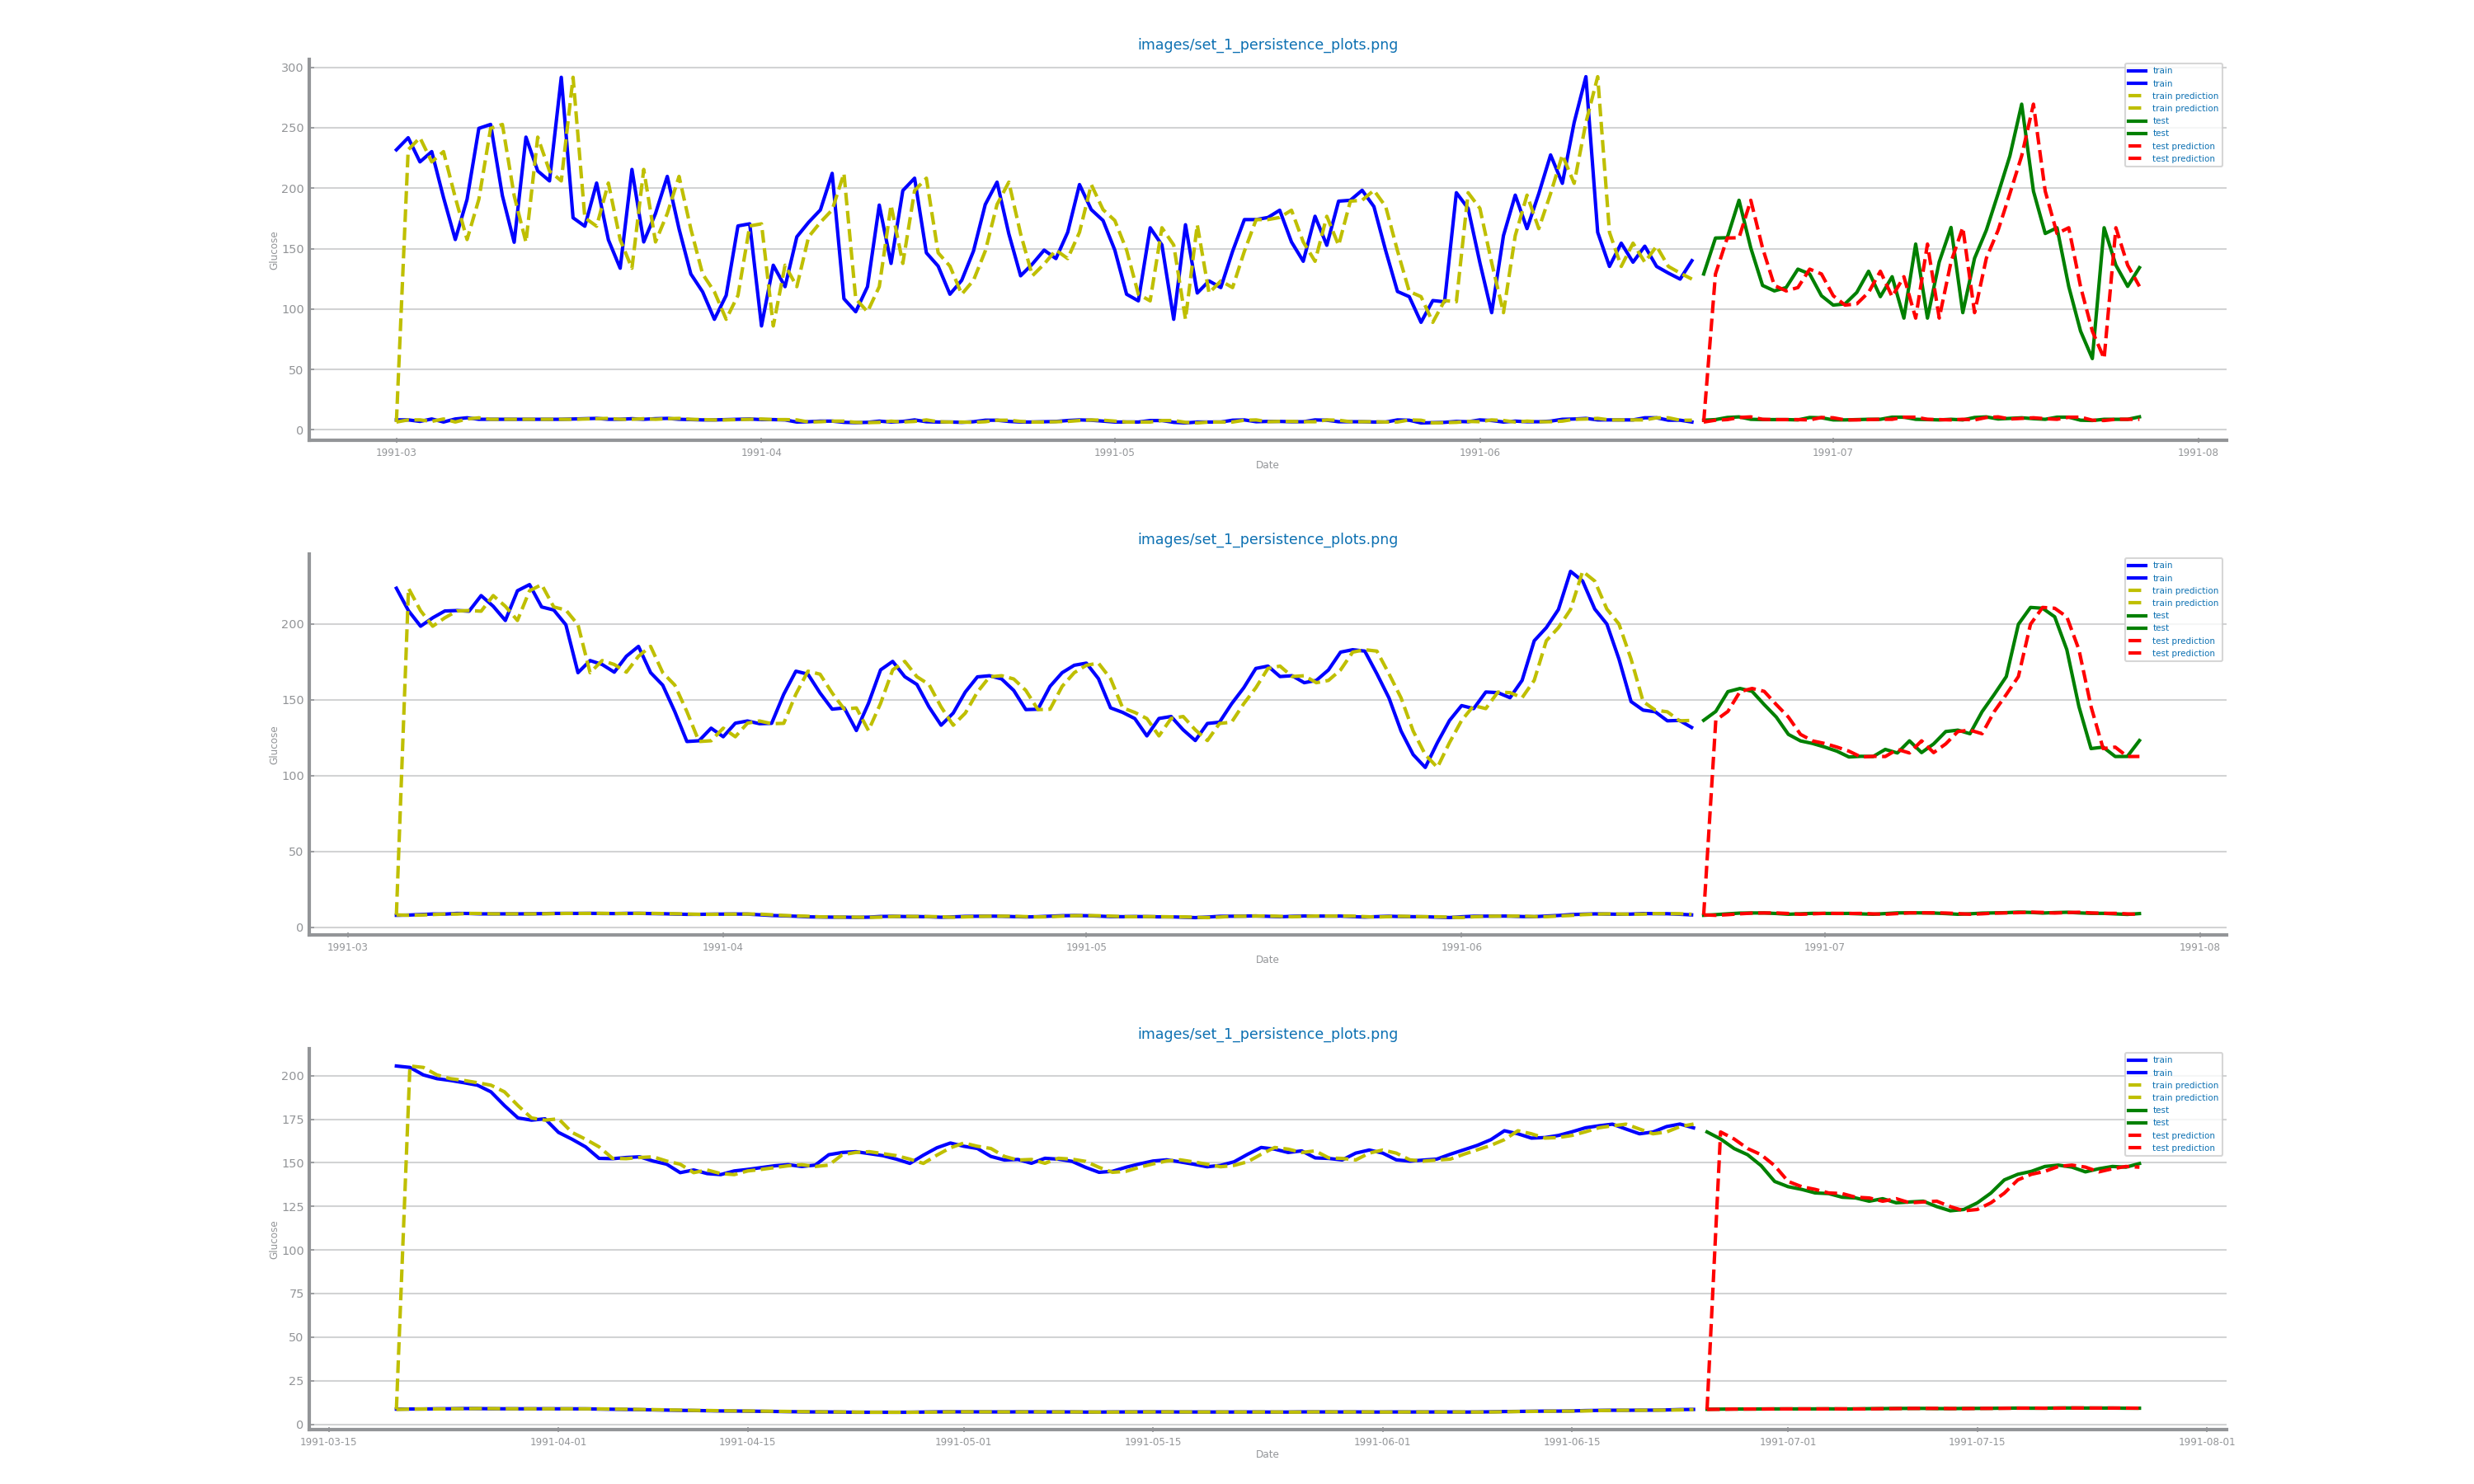 images/set_1_persistence_plots.png
300
250
200
150
100
50
0
Glucose
train
train
train prediction
train prediction
test
test
test prediction
test prediction
1991-03 1991-04 1991-05 1991-06 1991-07 1991-08
Date
images/set_1_persistence_plots.png
200
150
100
50
0
Glucose
train
train
train prediction
train prediction
test
test
test prediction
test prediction
1991-03 1991-04 1991-05 1991-06 1991-07 1991-08
Date
images/set_1_persistence_plots.png
200
175
150
125
100
75
50
25
0
Glucose
train
train
train prediction
train prediction
test
test
test prediction
test prediction
1991-03-15 1991-04-01 1991-04-15 1991-05-01 1991-05-15 1991-06-01 1991-06-15 1991-07-01 1991-07-15 1991-08-01
Date